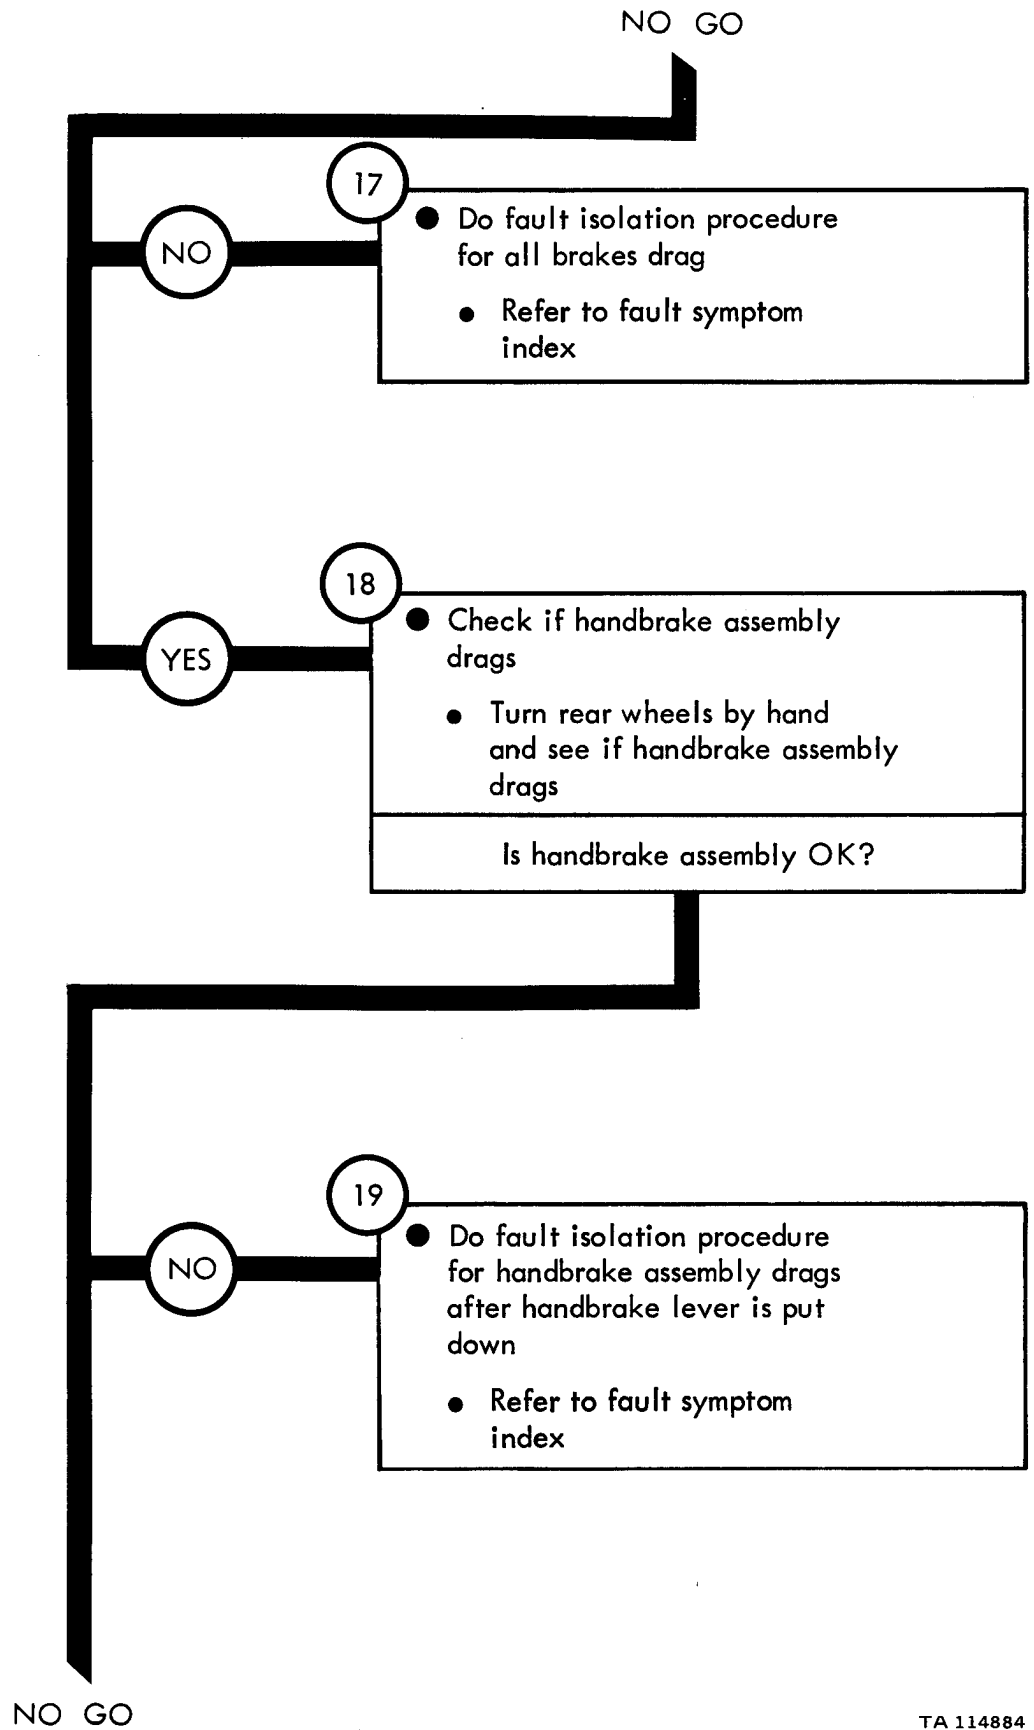 NO GO
17
● Do fault isolation procedure
for all brakes drag
● Refer to fault symptom
index
NO
18
● Check if handbrake assembly
drags
● Turn rear wheels by hand
and see if handbrake assembly
drags
YES
Is handbrake assembly OK?
19
● Do fault isolation procedure
for handbrake assembly drags
after handbrake lever is put
down
● Refer to fault symptom
index
NO
NO GO
TA 114884